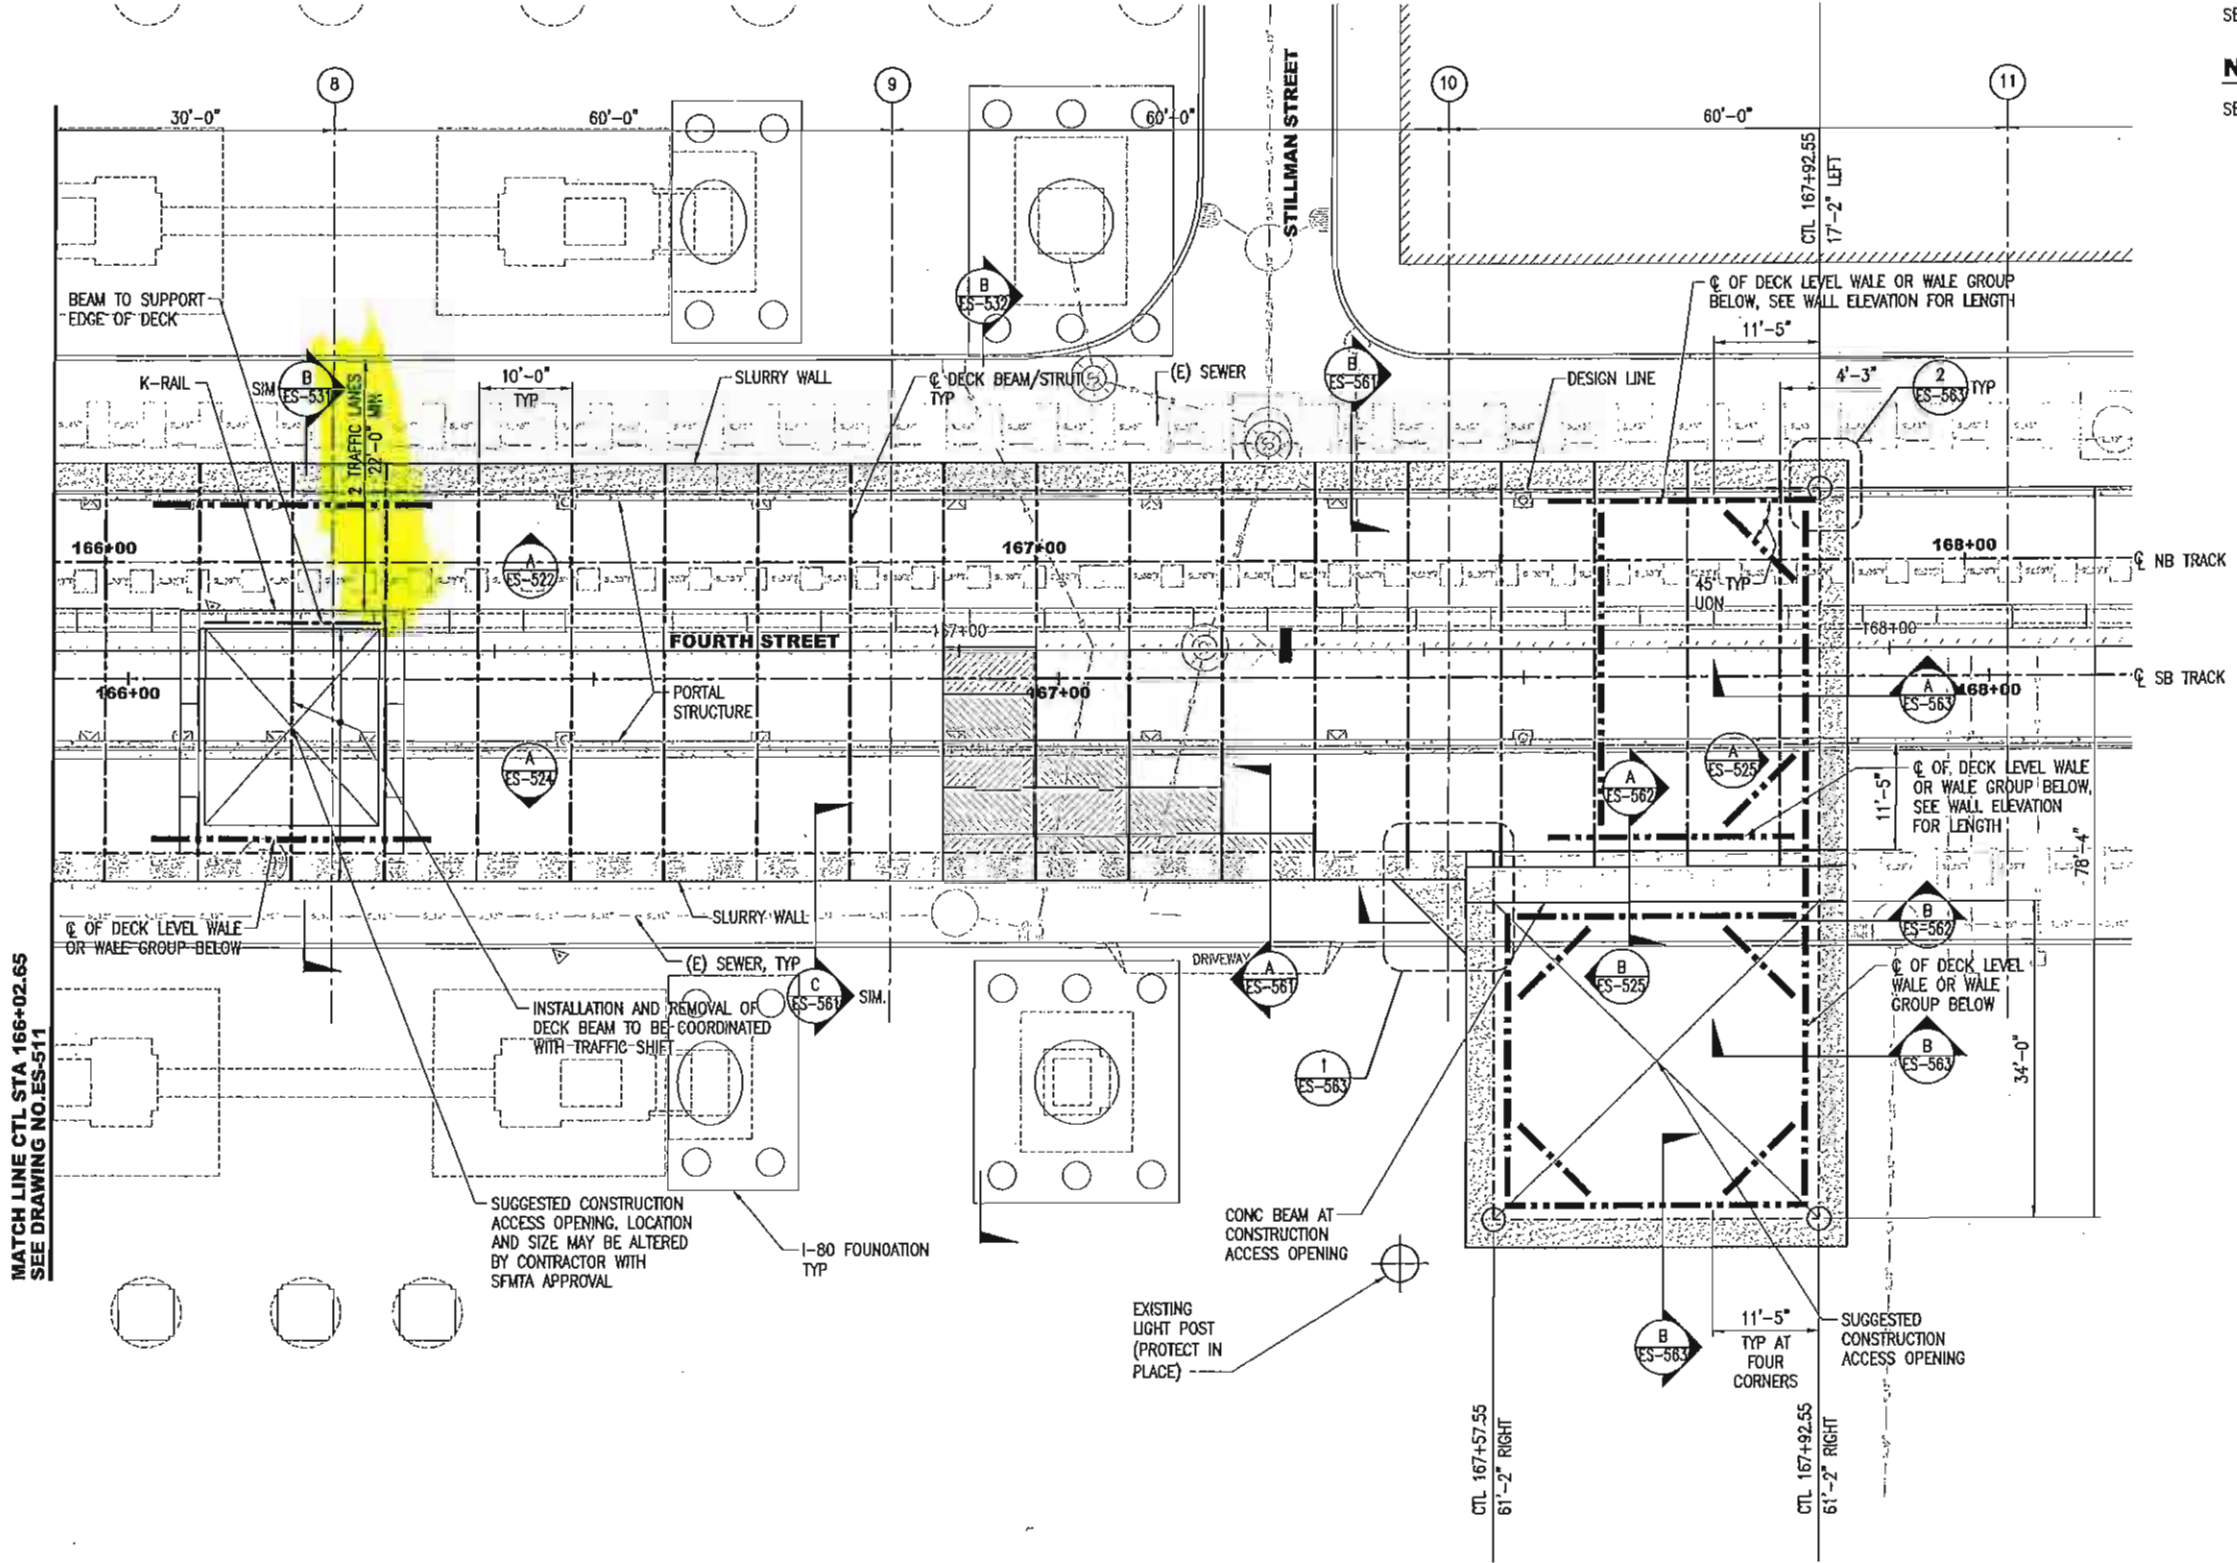 SE
N
SE
8
9
10
11
30'-0"
60'-0"
60'-0"
60'-0"
STILLMAN STREET
CTL 167+92.55
17'-2" LEFT
BEAM TO SUPPORT
EDGE OF DECK
B
ES-532
℄ OF DECK LEVEL WALE OR WALE GROUP
BELOW, SEE WALL ELEVATION FOR LENGTH
11'-5"
K-RAIL
SIM
B
ES-531
2 TRAFFIC LANES
22'-0" MIN
10'-0"
TYP
SLURRY WALL
℄ DECK BEAM/STRUT
TYP
(E) SEWER
B
ES-561
DESIGN LINE
4'-3"
2
ES-563
TYP
166+00
A
ES-522
167+00
45° TYP
UON
168+00
℄ NB TRACK
FOURTH STREET
167+00
168+00
166+00
PORTAL
STRUCTURE
167+00
A
ES-563
168+00
℄ SB TRACK
A
ES-524
A
ES-562
A
ES-525
11'-5"
℄ OF DECK LEVEL WALE
OR WALE GROUP BELOW,
SEE WALL ELEVATION
FOR LENGTH
78'-4"
℄ OF DECK LEVEL WALE
OR WALE GROUP BELOW
SLURRY WALL
(E) SEWER, TYP
C
ES-561
SIM.
DRIVEWAY
A
ES-561
B
ES-525
B
ES-562
℄ OF DECK LEVEL
WALE OR WALE
GROUP BELOW
INSTALLATION AND REMOVAL OF
DECK BEAM TO BE COORDINATED
WITH TRAFFIC SHIFT
1
ES-563
B
ES-563
34'-0"
MATCH LINE CTL STA 166+02.65
SEE DRAWING NO.ES-511
SUGGESTED CONSTRUCTION
ACCESS OPENING, LOCATION
AND SIZE MAY BE ALTERED
BY CONTRACTOR WITH
SFMTA APPROVAL
I-80 FOUNDATION
TYP
CONC BEAM AT
CONSTRUCTION
ACCESS OPENING
EXISTING
LIGHT POST
(PROTECT IN
PLACE)
B
ES-563
11'-5"
TYP AT
FOUR
CORNERS
SUGGESTED
CONSTRUCTION
ACCESS OPENING
CTL 167+57.55
61'-2" RIGHT
CTL 167+92.55
61'-2" RIGHT